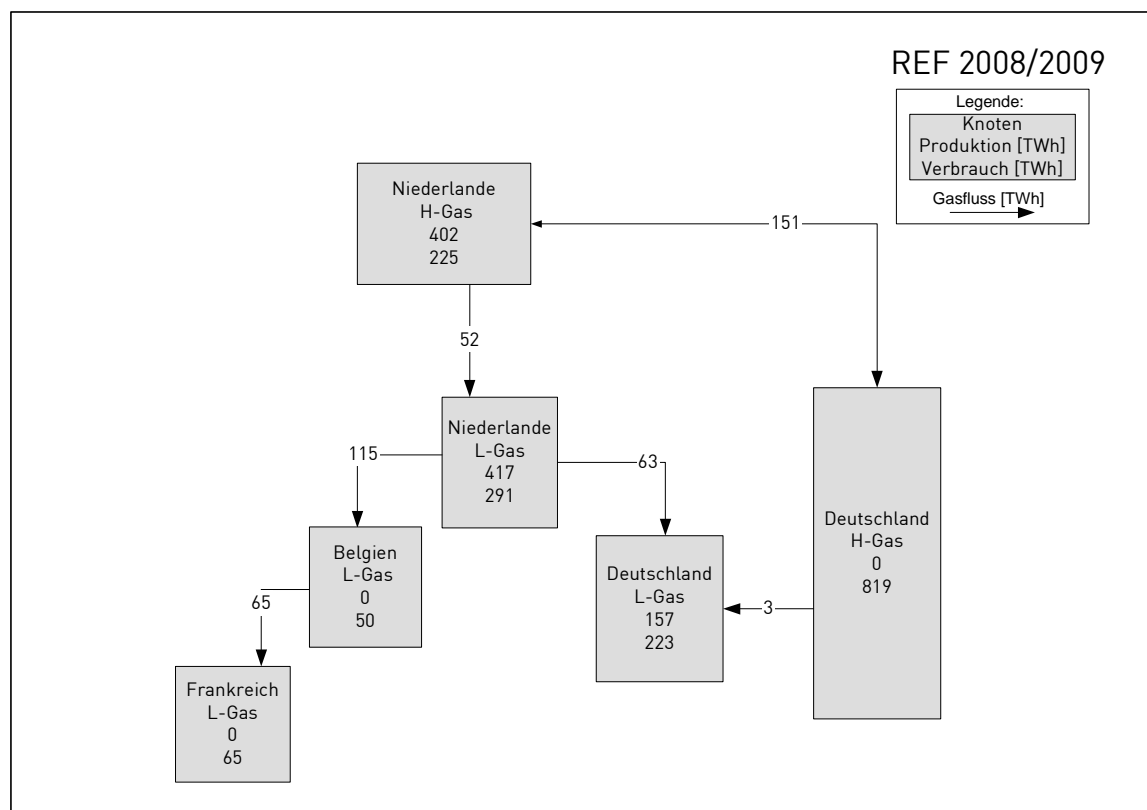 REF 2008/2009
Legende:
Knoten
Produktion [TWh]
Verbrauch [TWh]
Gasfluss [TWh]
Niederlande
H-Gas
402
225
151
52
Niederlande
L-Gas
417
291
115
63
Belgien
L-Gas
0
50
Deutschland
L-Gas
157
223
Deutschland
H-Gas
0
819
3
65
Frankreich
L-Gas
0
65